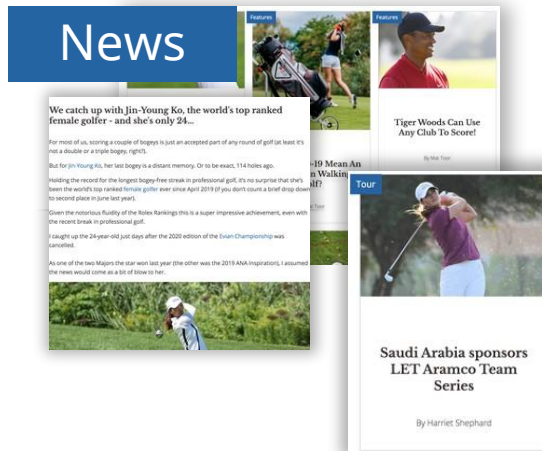 News
Features
Features
We catch up with Jin-Young Ko, the world's top ranked
female golfer - and she's only 24...
For most of us, scoring a couple of bogeys is just an accepted part of any round of golf (at least it's
not a double or a triple bogey, right?).
But for Jin-Young Ko, her last bogey is a distant memory. Or to be exact, 114 holes ago.
Holding the record for the longest bogey-free streak in professional golf, it's no surprise that she's
been the world's top ranked female golfer ever since April 2019 (if you don't count a brief drop down
to second place in June last year).
Given the notorious fluidity of the Rolex Rankings this is a super impressive achievement, even with
the recent break in professional golf.
I caught up the 24-year-old just days after the 2020 edition of the Evian Championship was
cancelled.
As one of the two Majors the star won last year (the other was the 2019 ANA Inspiration), I assumed
the news would come as a bit of blow to her.
-19 Mean An
n Walking
lf?
Tiger Woods Can Use
Any Club To Score!
By Mat Toor
Tour
Saudi Arabia sponsors
LET Aramco Team
Series
By Harriet Shephard